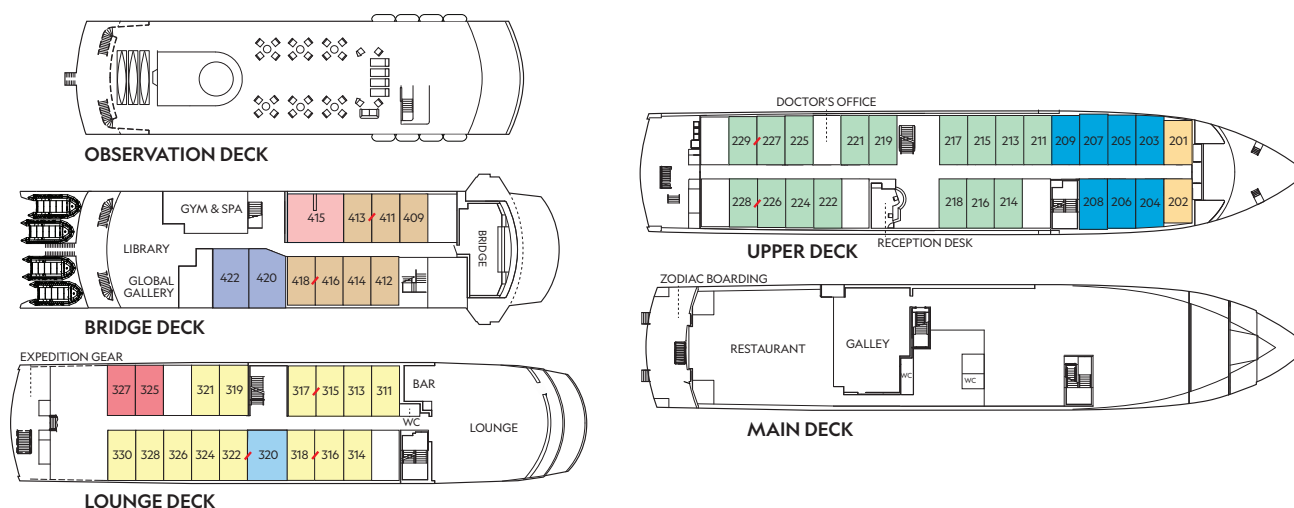 OBSERVATION DECK
GYM & SPA
415
413
411
409
LIBRARY
BRIDGE
GLOBAL
GALLERY
422
420
418
416
414
412
BRIDGE DECK
EXPEDITION GEAR
327
325
321
319
317
315
313
311
BAR
WC
LOUNGE
330
328
326
324
322
320
318
316
314
LOUNGE DECK
DOCTOR'S OFFICE
229
227
225
221
219
217
215
213
211
209
207
205
203
201
228
226
224
222
218
216
214
208
206
204
202
RECEPTION DESK
UPPER DECK
ZODIAC BOARDING
RESTAURANT
GALLEY
WC
WC
MAIN DECK